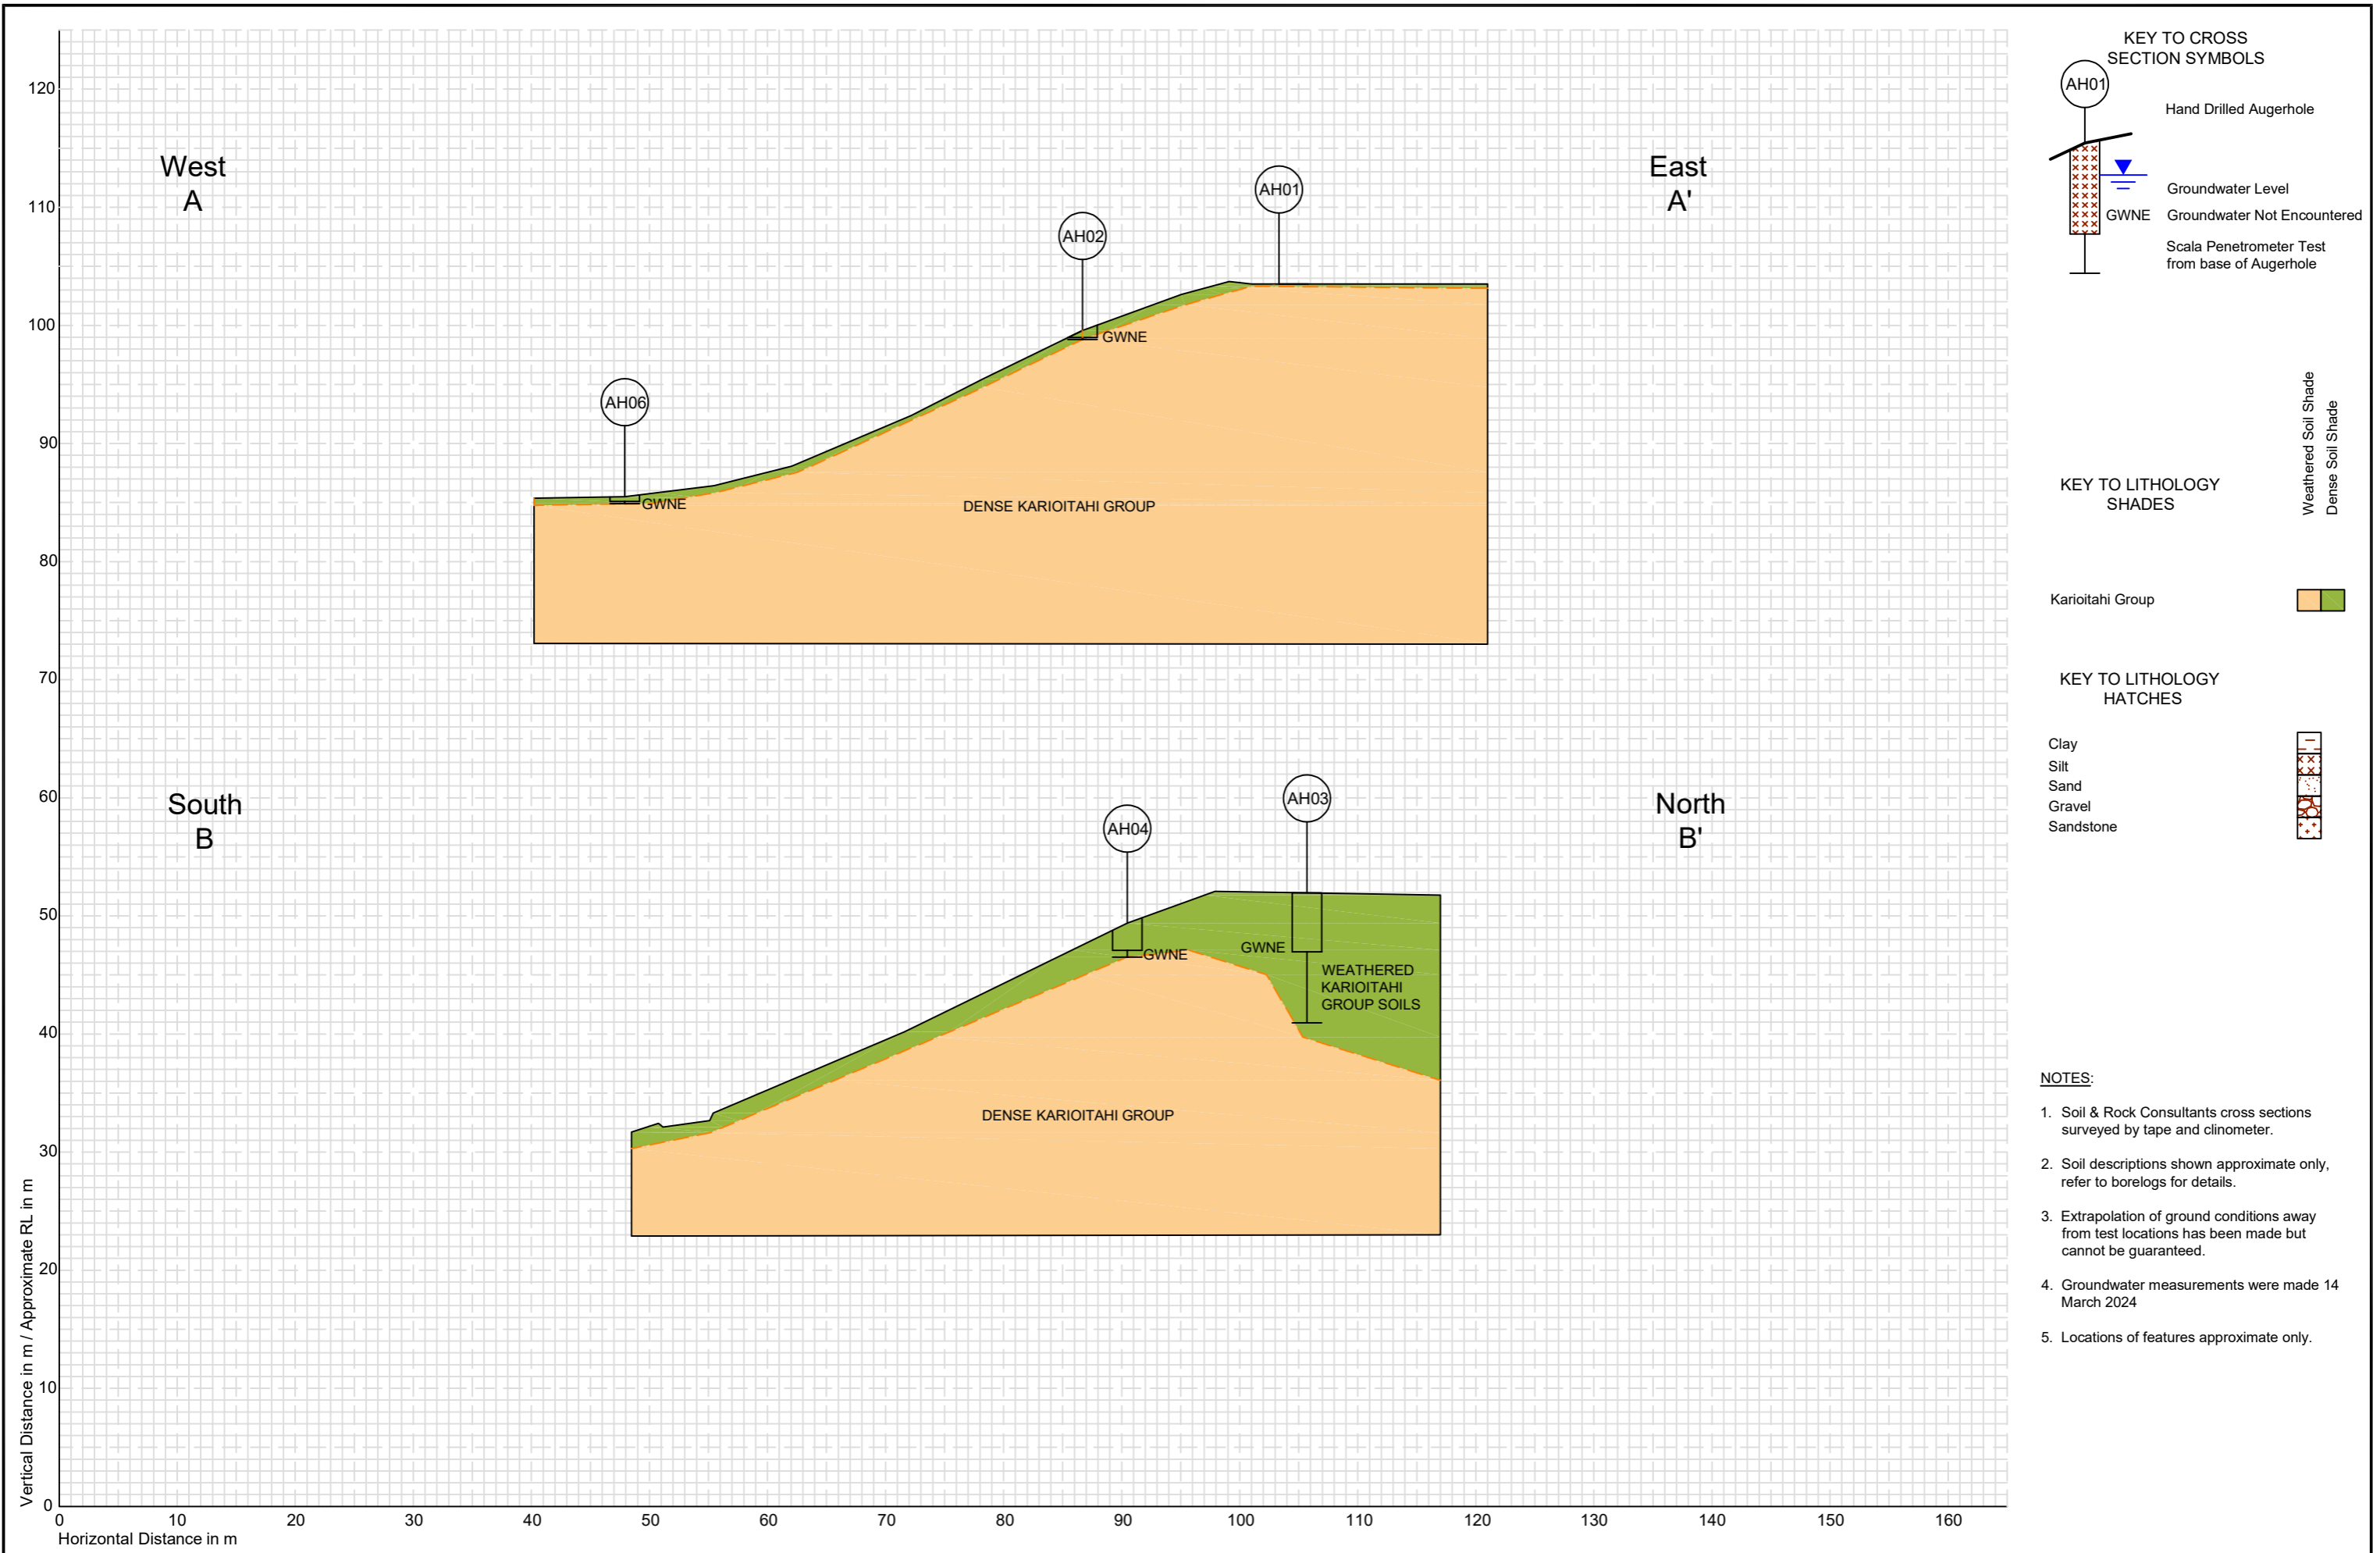 120
110
100
90
80
70
60
50
40
30
20
10
0
Vertical Distance in m / Approximate RL in m
0
10
20
30
40
50
60
70
80
90
100
110
120
130
140
150
160
Horizontal Distance in m
West
A
East
A'
AH06
AH02
AH01
GWNE
GWNE
DENSE KARIOITAHI GROUP
South
B
North
B'
AH04
AH03
GWNE
GWNE
WEATHERED
KARIOITAHI
GROUP SOILS
DENSE KARIOITAHI GROUP
KEY TO CROSS
SECTION SYMBOLS
AH01
Hand Drilled Augerhole
Groundwater Level
GWNE Groundwater Not Encountered
Scala Penetrometer Test
from base of Augerhole
Weathered Soil Shade
Dense Soil Shade
KEY TO LITHOLOGY
SHADES
Karioitahi Group
KEY TO LITHOLOGY
HATCHES
Clay
Silt
Sand
Gravel
Sandstone
NOTES:
1. Soil & Rock Consultants cross sections
surveyed by tape and clinometer.
2. Soil descriptions shown approximate only,
refer to borelogs for details.
3. Extrapolation of ground conditions away
from test locations has been made but
cannot be guaranteed.
4. Groundwater measurements were made 14
March 2024
5. Locations of features approximate only.